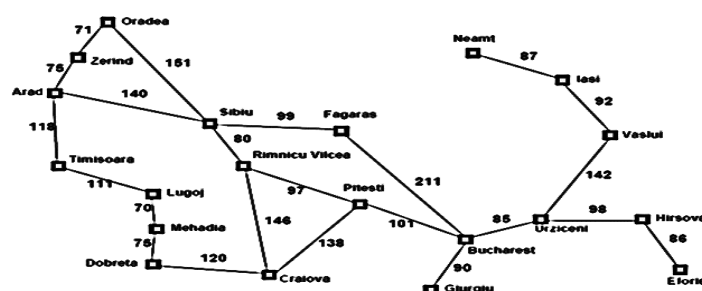 Oradea
71
Neamt
87
Zerind
151
Iasi
75
Arad
140
92
Sibiu
99
Fagaras
118
80
Vaslui
Timisoara
Rimnicu Vilcea
111
Lugoj
97
Pitesti
211
142
70
Mehadia
146
85
Urziceni
98
Hirsova
75
138
101
Bucharest
86
Dobreta
120
Craiova
90
Eforie
Giurgiu